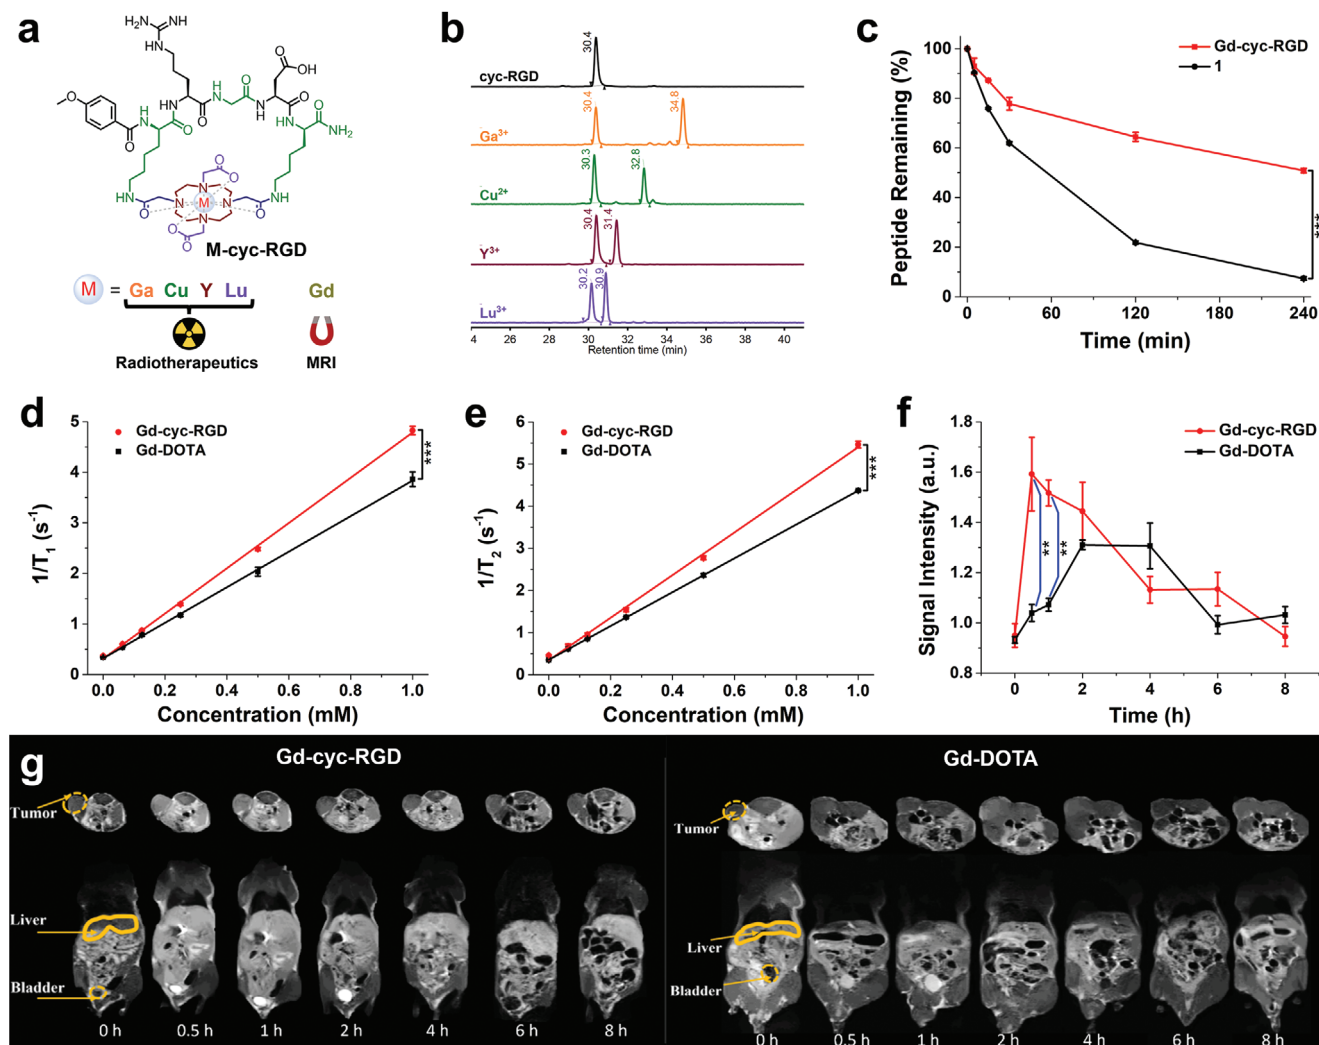 a
H₂N
NH₂
NH
HN
O
OH
O
H
N
N
H
O
H
N
N
H
O
O
H
N
O
O
NH₂
O
NH
HN
O
O
N
N
M
N
N
O
O
O
O
M-cyc-RGD
M = Ga Cu Y Lu Gd
Radiotherapeutics MRI
b
30.4
cyc-RGD
30.4 34.8
Ga³⁺
30.3 32.8
Cu²⁺
30.4 31.4
Y³⁺
30.2 30.9
Lu³⁺
4 26 28 30 32 34 36 38 40
Retention time (min)
c
Gd-cyc-RGD
1
Peptide Remaining (%)
100
80
60
40
20
0
***
0 60 120 180 240
Time (min)
d
Gd-cyc-RGD
Gd-DOTA
1/T₁ (s⁻¹)
5
4
3
2
1
0
***
0.0 0.2 0.4 0.6 0.8 1.0
Concentration (mM)
e
Gd-cyc-RGD
Gd-DOTA
1/T₂ (s⁻¹)
6
5
4
3
2
1
0
***
0.0 0.2 0.4 0.6 0.8 1.0
Concentration (mM)
f
Gd-cyc-RGD
Gd-DOTA
Signal Intensity (a.u.)
1.8
1.6
1.4
1.2
1.0
0.8
** **
0 2 4 6 8
Time (h)
g
Gd-cyc-RGD
Tumor
Liver
Bladder
0 h 0.5 h 1 h 2 h 4 h 6 h 8 h
Gd-DOTA
Tumor
Liver
Bladder
0 h 0.5 h 1 h 2 h 4 h 6 h 8 h